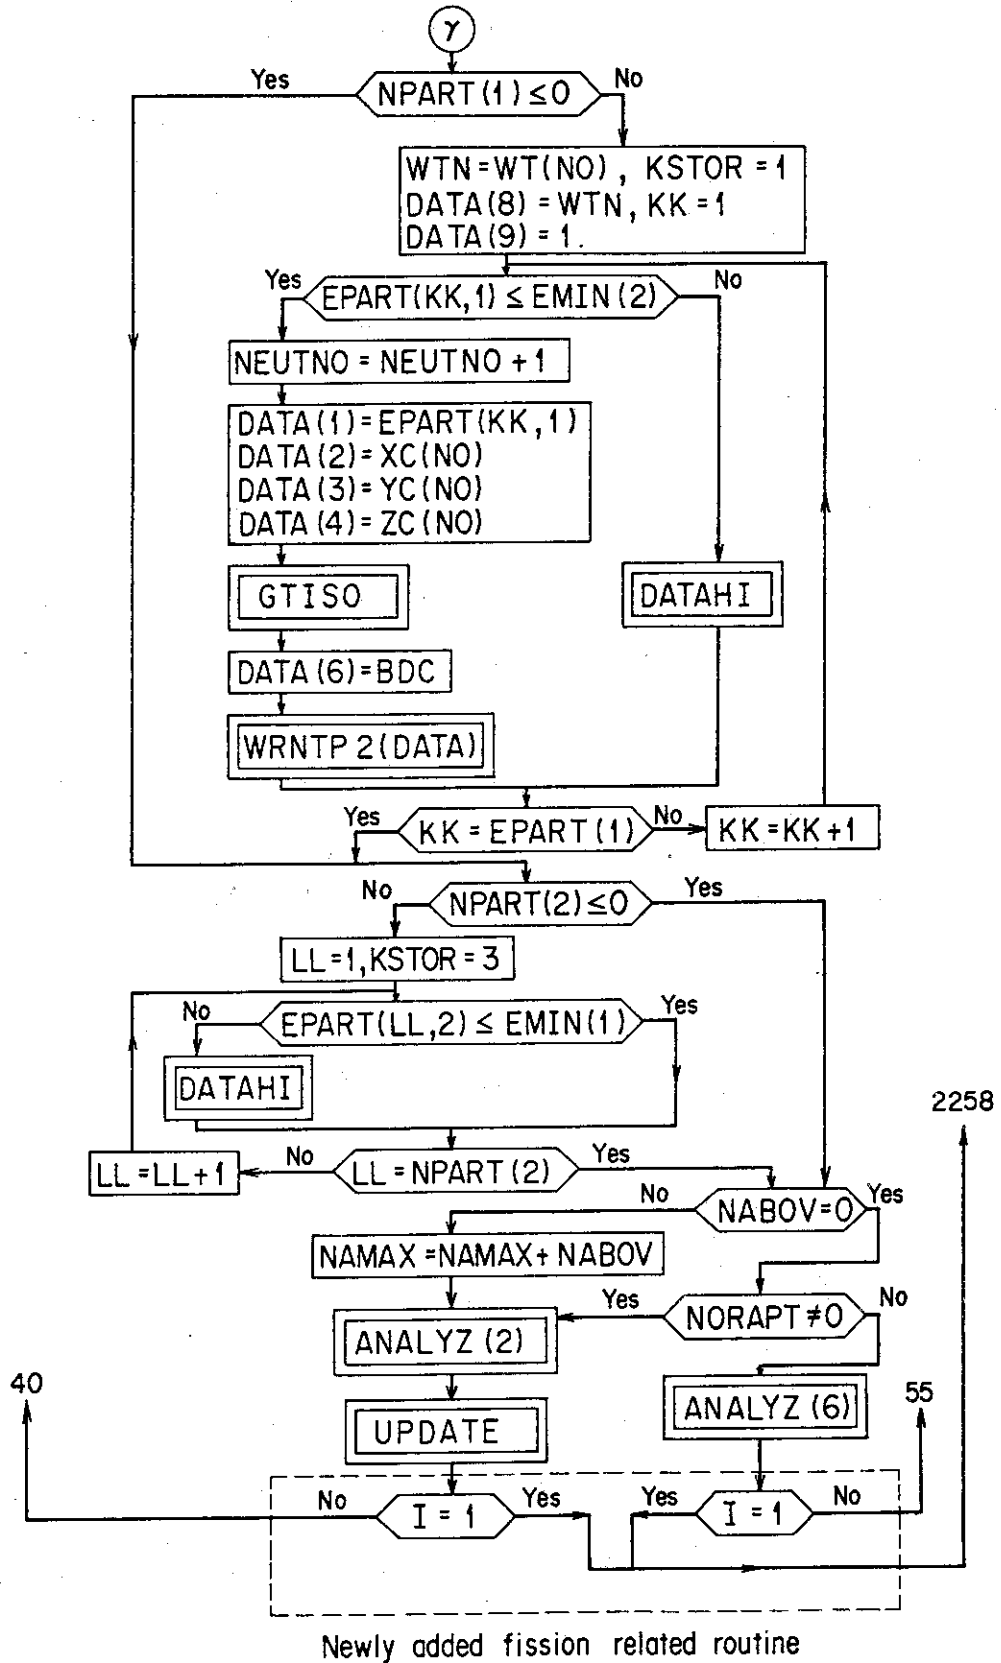 γ
Yes
NPART(1)≤0
No
WTN=WT(NO), KSTOR=1
DATA(8)=WTN, KK=1
DATA(9)=1.
Yes
EPART(KK,1)≤EMIN(2)
No
NEUTNO=NEUTNO+1
DATA(1)=EPART(KK,1)
DATA(2)=XC(NO)
DATA(3)=YC(NO)
DATA(4)=ZC(NO)
GTISO
DATAHI
DATA(6)=BDC
WRNTP 2(DATA)
Yes
KK=EPART(1)
No
KK=KK+1
No
NPART(2)≤0
Yes
LL=1,KSTOR=3
No
EPART(LL,2)≤EMIN(1)
Yes
DATAHI
2258
LL=LL+1
No
LL=NPART(2)
Yes
No
NABOV=0
Yes
NAMAX=NAMAX+NABOV
Yes
NORAPT≠0
No
ANALYZ(2)
40
55
ANALYZ(6)
UPDATE
No
I=1
Yes
Yes
I=1
No
Newly added fission related routine